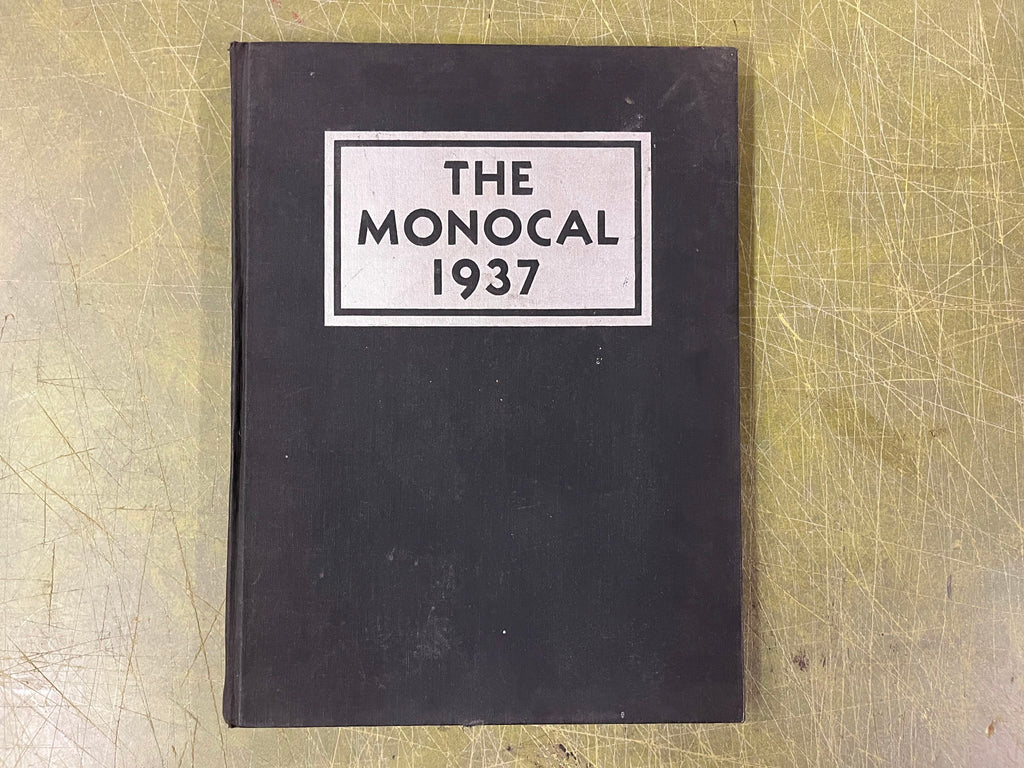 THE
MONOCAL
1937